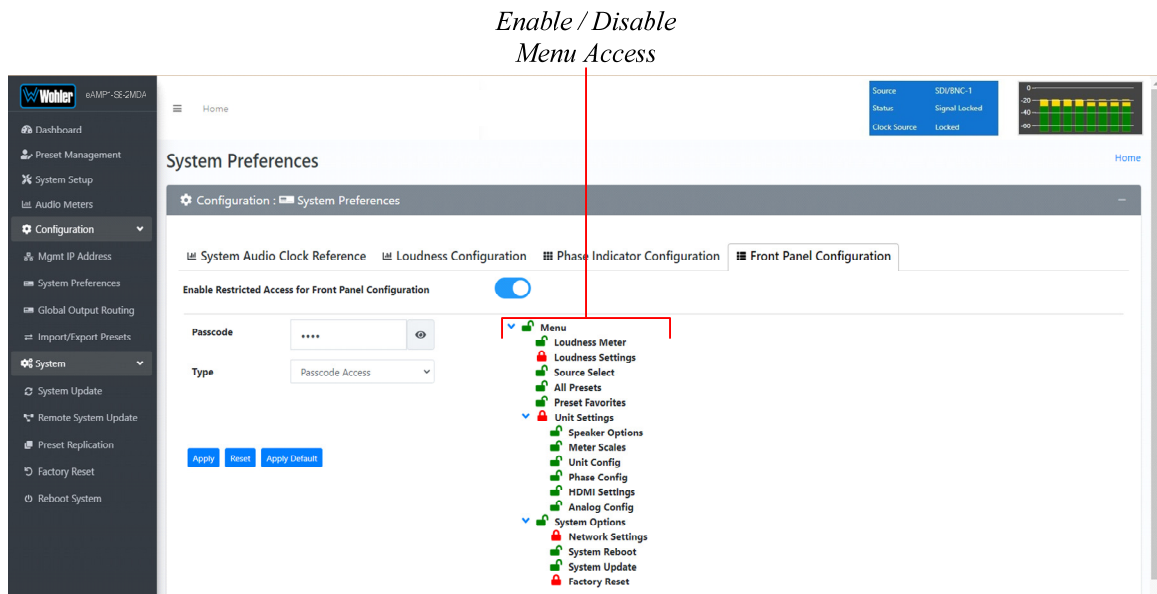 Enable / Disable
Menu Access
Wohler
eAMP1-SE-2MDA
Dashboard
Preset Management
System Setup
Audio Meters
Configuration
Mgmt IP Address
System Preferences
Global Output Routing
Import/Export Presets
System
System Update
Remote System Update
Preset Replication
Factory Reset
Reboot System
Home
Source SDI/BNC-1
Status Signal Locked
Clock Source Locked
0
-20
-40
-∞
System Preferences
Home
Configuration : System Preferences
System Audio Clock Reference
Loudness Configuration
Phase Indicator Configuration
Front Panel Configuration
Enable Restricted Access for Front Panel Configuration
Passcode
••••
Type
Passcode Access
Apply
Reset
Apply Default
Menu
Loudness Meter
Loudness Settings
Source Select
All Presets
Preset Favorites
Unit Settings
Speaker Options
Meter Scales
Unit Config
Phase Config
HDMI Settings
Analog Config
System Options
Network Settings
System Reboot
System Update
Factory Reset